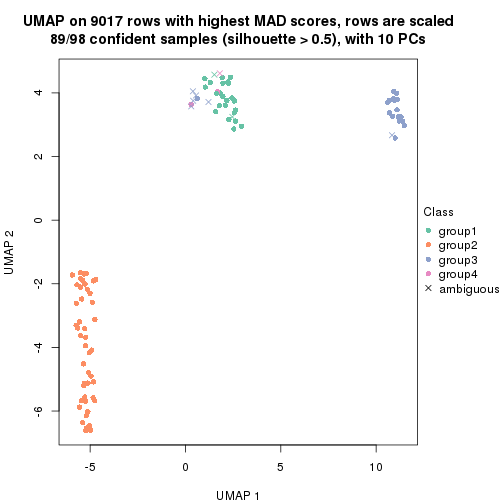 UMAP on 9017 rows with highest MAD scores, rows are scaled
89/98 confident samples (silhouette > 0.5), with 10 PCs
4
2
0
-2
-4
-6
UMAP 2
-5
0
5
10
UMAP 1
Class
group1
group2
group3
group4
ambiguous